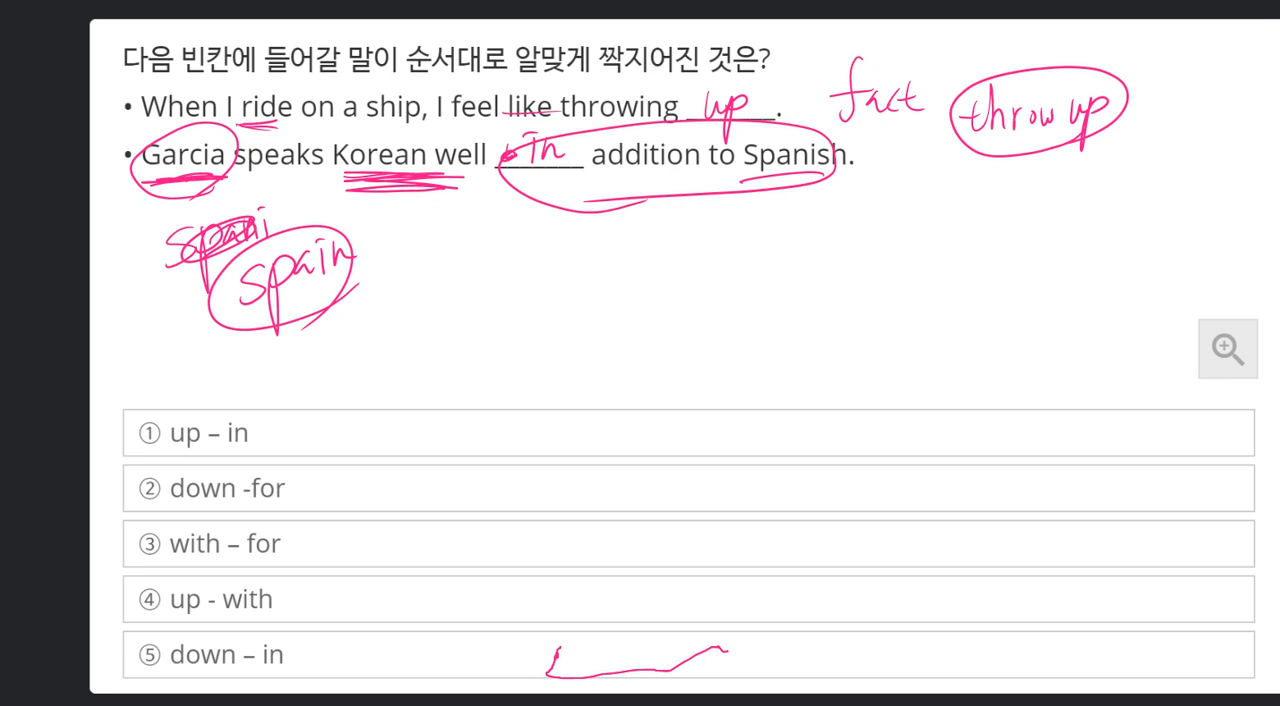 다음 빈칸에 들어갈 말이 순서대로 알맞게 짝지어진 것은?
fact throw up
• When I ride on a ship, I feel like throwing up.
• Garcia speaks Korean well in addition to Spanish.
Spani
Spain
① up – in
② down -for
③ with – for
④ up - with
⑤ down – in